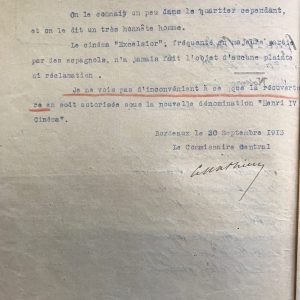 On le connait un peu dans le quartier cependant,
et on le dit un très honnête homme.
Le cinéma "Excelsior", fréquenté en majeure partie
par des espagnols, n'a jamais fait l'objet d'aucune plainte
ni réclamation.
Je ne vois pas d'inconvénient à ce que la réouvertu-
re en soit autorisée sous la nouvelle dénomination "Henri IV
Cinéma".
Bordeaux le 20 Septembre 1913
Le Commissaire Central